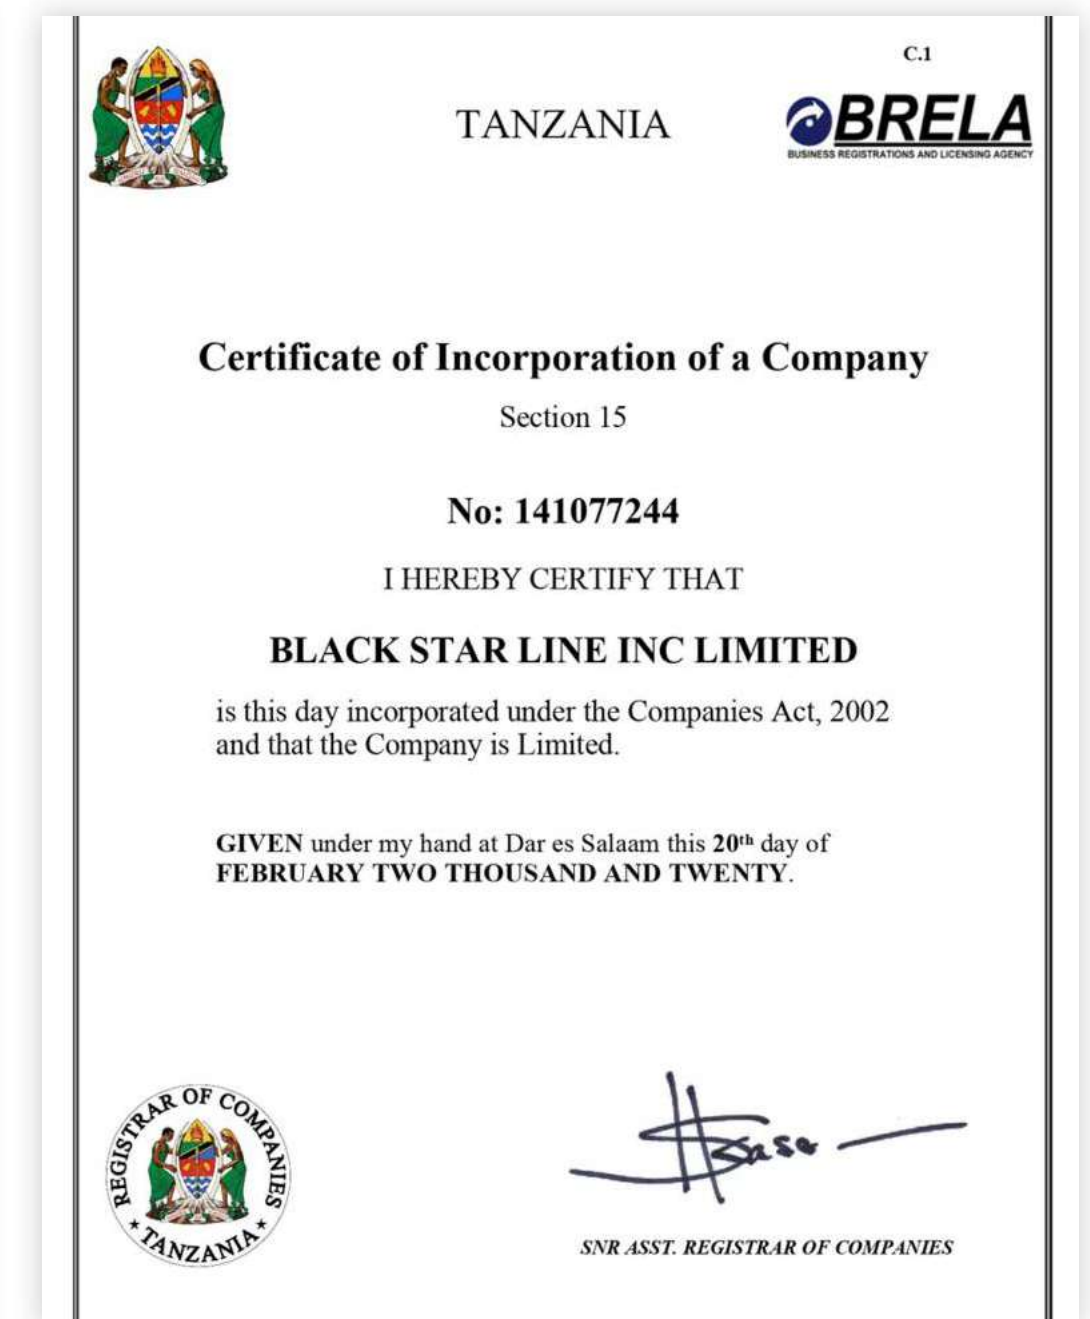 C.1
TANZANIA
BRELA
BUSINESS REGISTRATIONS AND LICENSING AGENCY
Certificate of Incorporation of a Company
Section 15
No: 141077244
I HEREBY CERTIFY THAT
BLACK STAR LINE INC LIMITED
is this day incorporated under the Companies Act, 2002
and that the Company is Limited.
GIVEN under my hand at Dar es Salaam this 20th day of
FEBRUARY TWO THOUSAND AND TWENTY.
REGISTRAR OF COMPANIES
TANZANIA
SNR ASST. REGISTRAR OF COMPANIES